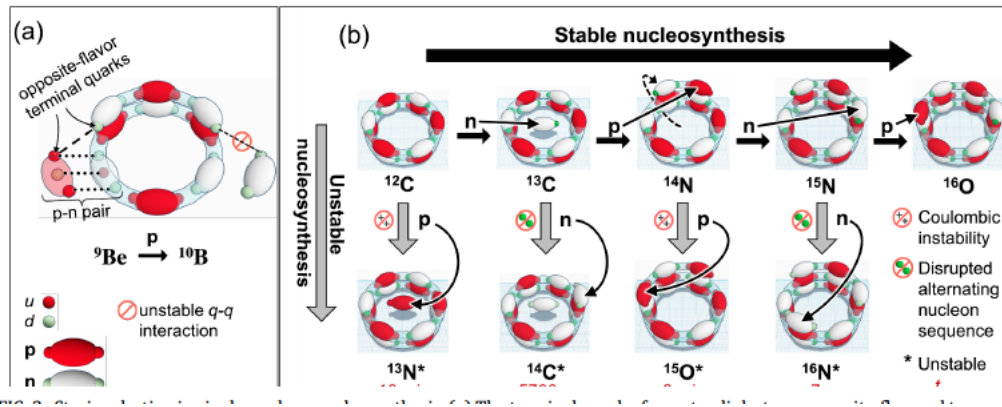 (a)
opposite-flavor
terminal quarks
p-n pair
p
⁹Be → ¹⁰B
u
d
p
n
unstable q-q
interaction
(b)
Stable nucleosynthesis
n
p
n
p
¹²C
¹³C
¹⁴N
¹⁵N
¹⁶O
Unstable
nucleosynthesis
p
n
p
n
Coulombic
instability
Disrupted
alternating
nucleon
sequence
* Unstable
¹³N*
¹⁴C*
¹⁵O*
¹⁶N*